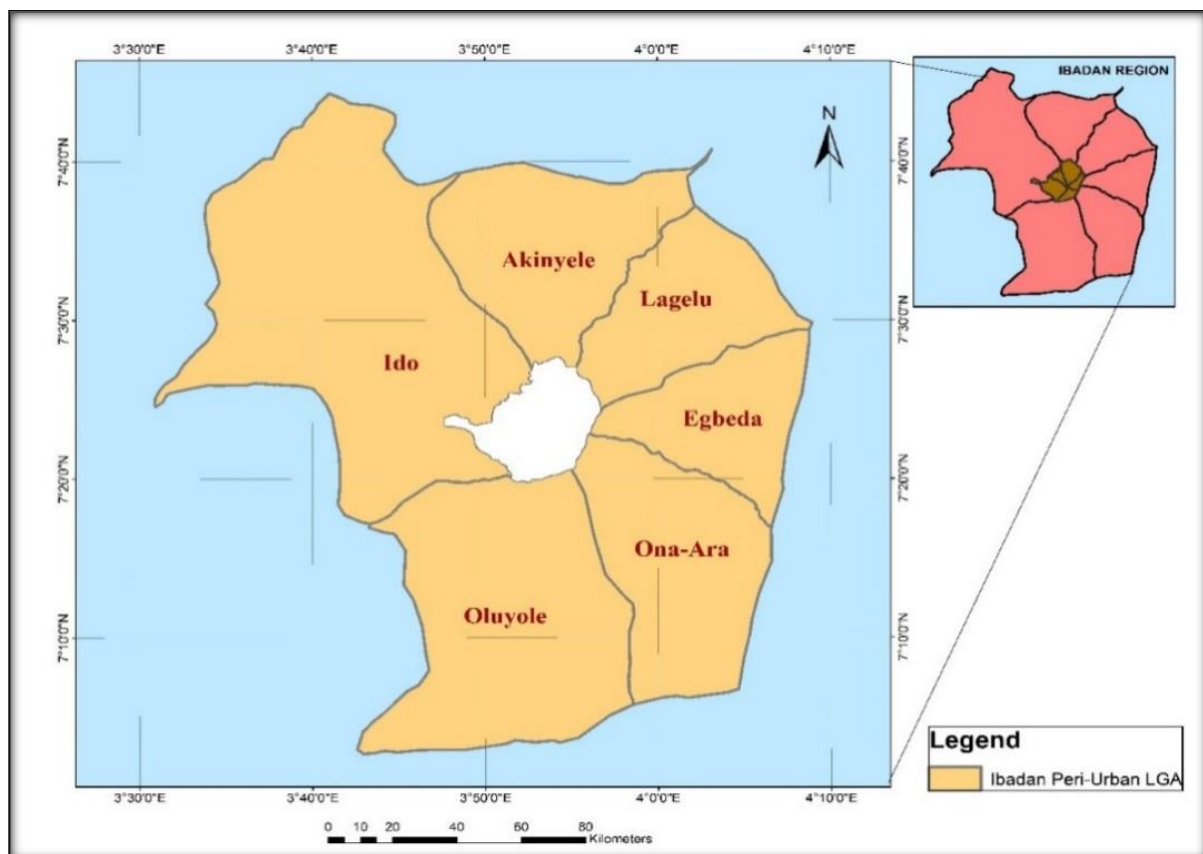 3°30'0"E 3°40'0"E 3°50'0"E 4°0'0"E 4°10'0"E
IBADAN REGION
N
7°40'0"N 7°40'0"N
Akinyele
Lagelu
7°30'0"N 7°30'0"N
Ido
Egbeda
7°20'0"N 7°20'0"N
Ona-Ara
Oluyole
7°10'0"N 7°10'0"N
Legend
Ibadan Peri-Urban LGA
3°30'0"E 3°40'0"E 3°50'0"E 4°0'0"E 4°10'0"E
0 10 20 40 60 80
Kilometers